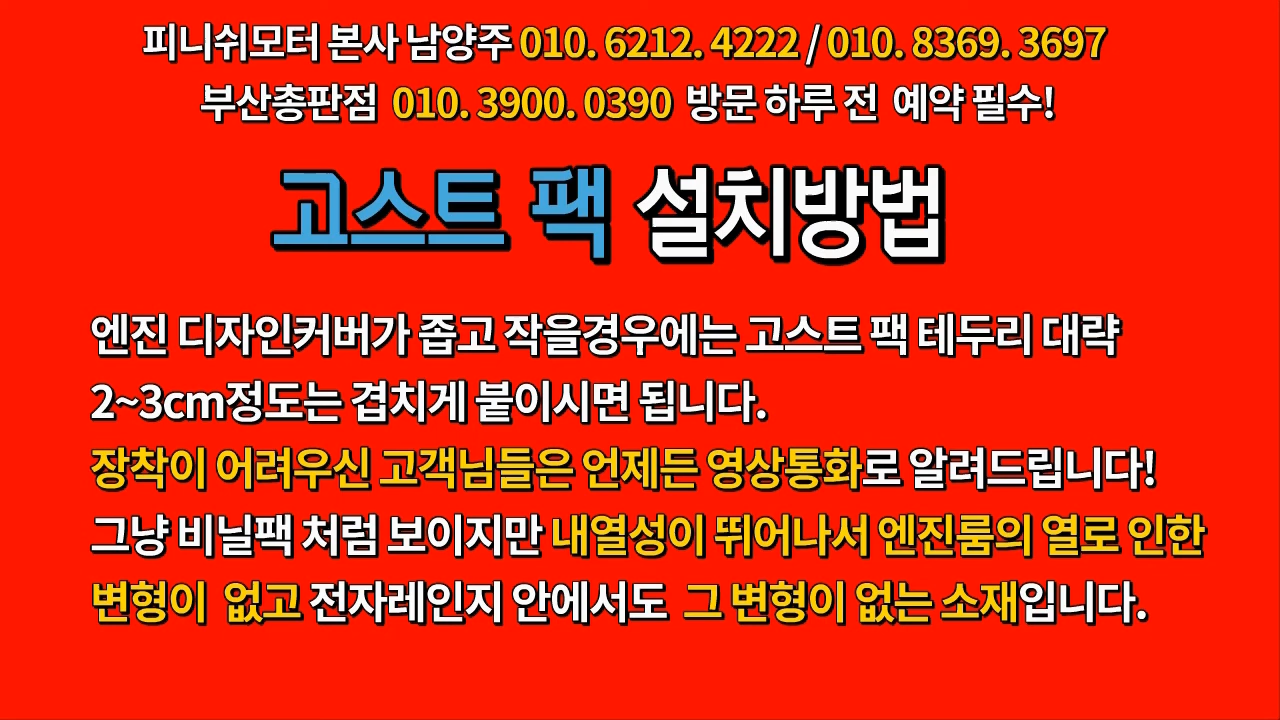 피니쉬모터 본사 남양주 010. 6212. 4222 / 010. 8369. 3697
부산총판점 010. 3900. 0390 방문 하루 전 예약 필수!
고스트 팩 설치방법
엔진 디자인커버가 좁고 작을경우에는 고스트 팩 테두리 대략
2~3cm정도는 겹치게 붙이시면 됩니다.
장착이 어려우신 고객님들은 언제든 영상통화로 알려드립니다!
그냥 비닐팩 처럼 보이지만 내열성이 뛰어나서 엔진룸의 열로 인한
변형이 없고 전자레인지 안에서도 그 변형이 없는 소재입니다.